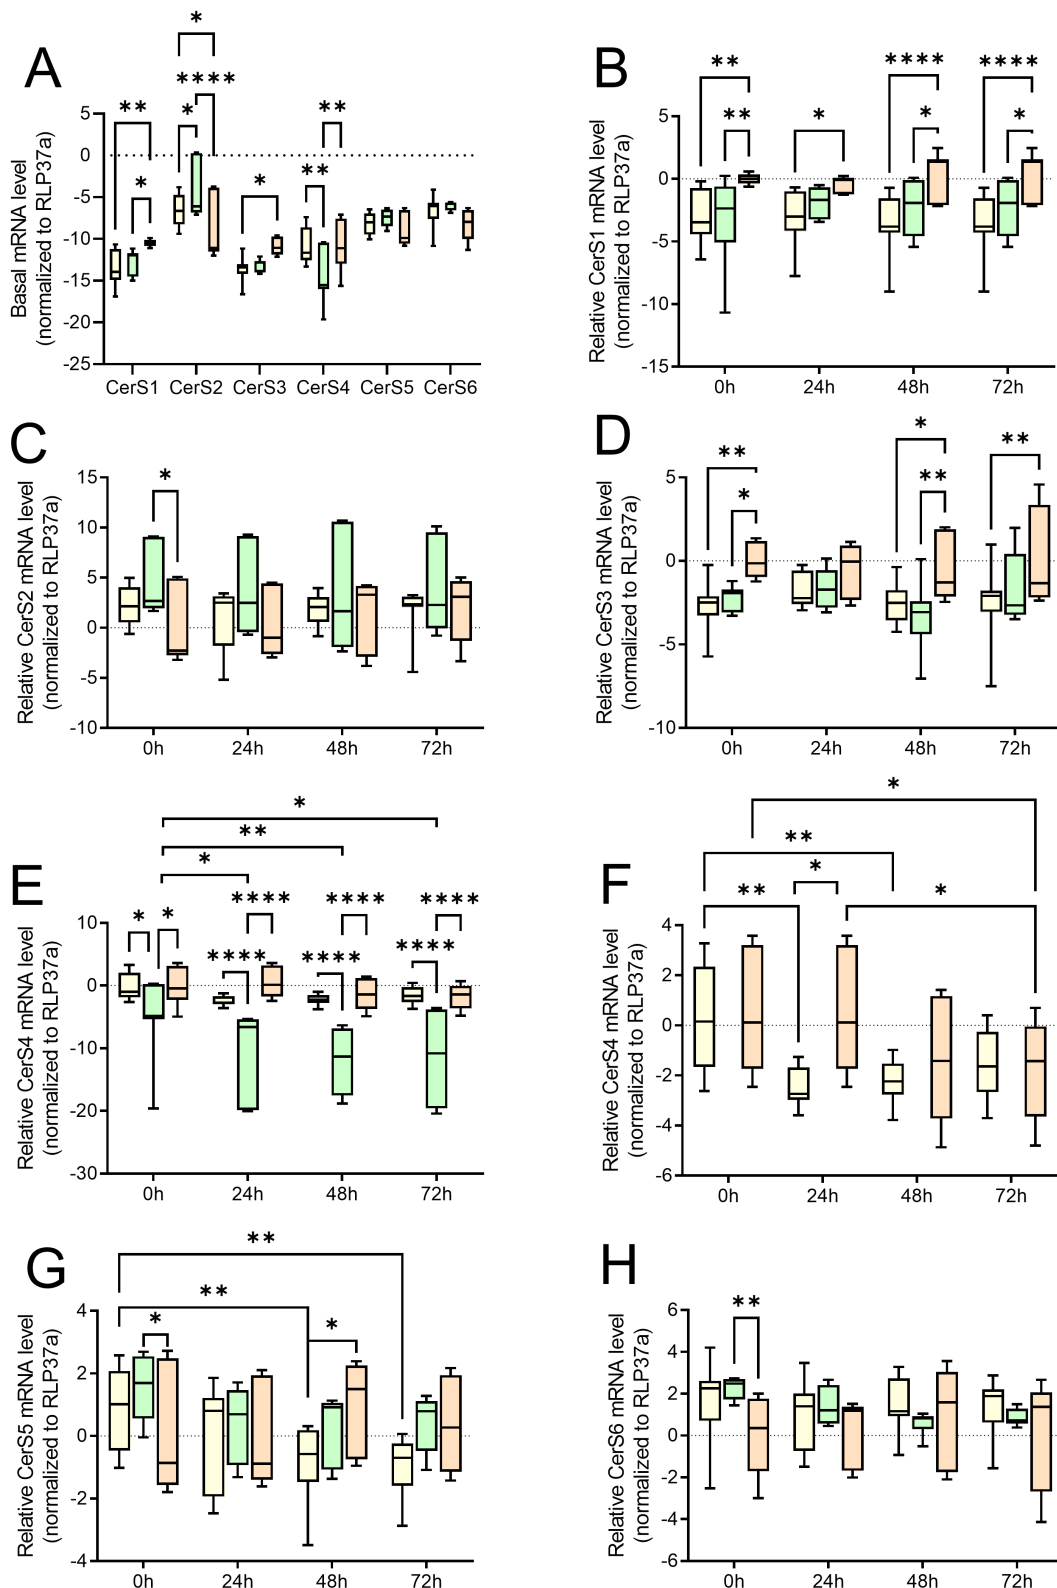 A
Basal mRNA level
(normalized to RLP37a)
5
0
-5
-10
-15
-20
-25
CerS1 CerS2 CerS3 CerS4 CerS5 CerS6
** * * * **** * ** **
B
Relative CerS1 mRNA level
(normalized to RLP37a)
5
0
-5
-10
-15
0h 24h 48h 72h
** ** * **** * **** *
C
Relative CerS2 mRNA level
(normalized to RLP37a)
15
10
5
0
-5
-10
0h 24h 48h 72h
*
D
Relative CerS3 mRNA level
(normalized to RLP37a)
5
0
-5
-10
0h 24h 48h 72h
** * * ** **
E
Relative CerS4 mRNA level
(normalized to RLP37a)
10
0
-10
-20
-30
0h 24h 48h 72h
*
**
*
* * **** **** **** **** **** ****
F
Relative CerS4 mRNA level
(normalized to RLP37a)
4
2
0
-2
-4
-6
0h 24h 48h 72h
*
**
*
** *
G
Relative CerS5 mRNA level
(normalized to RLP37a)
4
2
0
-2
-4
0h 24h 48h 72h
**
**
* *
H
Relative CerS6 mRNA level
(normalized to RLP37a)
6
4
2
0
-2
-4
-6
0h 24h 48h 72h
**